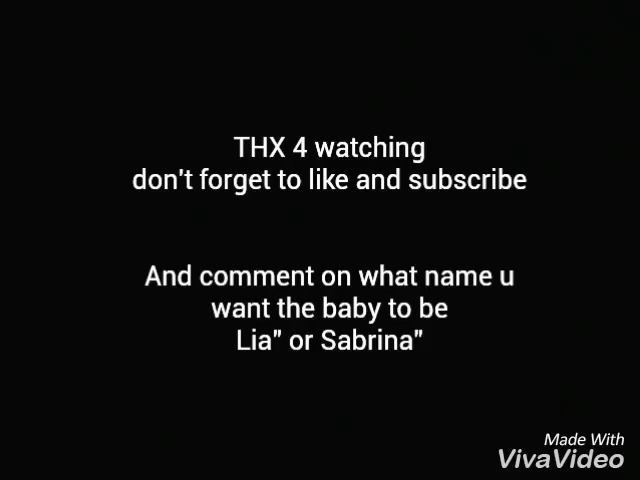 THX 4 watching
don't forget to like and subscribe
And comment on what name u
want the baby to be
Lia" or Sabrina"
Made With
VivaVideo